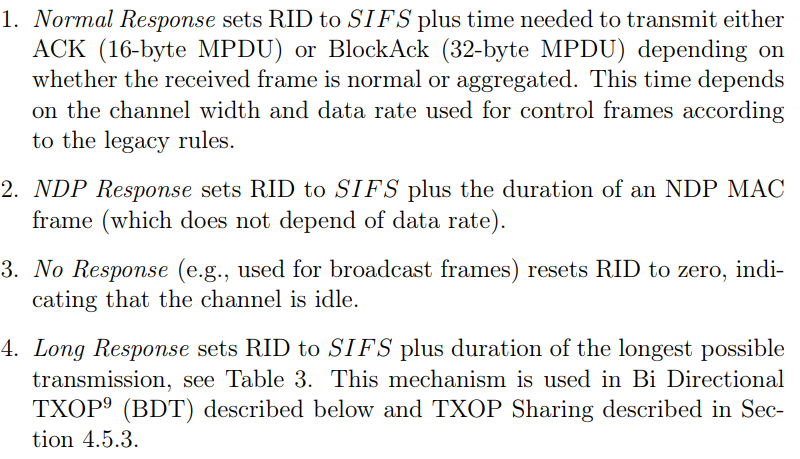 1. Normal Response sets RID to SIFS plus time needed to transmit either
ACK (16-byte MPDU) or BlockAck (32-byte MPDU) depending on
whether the received frame is normal or aggregated. This time depends
on the channel width and data rate used for control frames according
to the legacy rules.
2. NDP Response sets RID to SIFS plus the duration of an NDP MAC
frame (which does not depend of data rate).
3. No Response (e.g., used for broadcast frames) resets RID to zero, indi-
cating that the channel is idle.
4. Long Response sets RID to SIFS plus duration of the longest possible
transmission, see Table 3. This mechanism is used in Bi Directional
TXOP⁹ (BDT) described below and TXOP Sharing described in Sec-
tion 4.5.3.